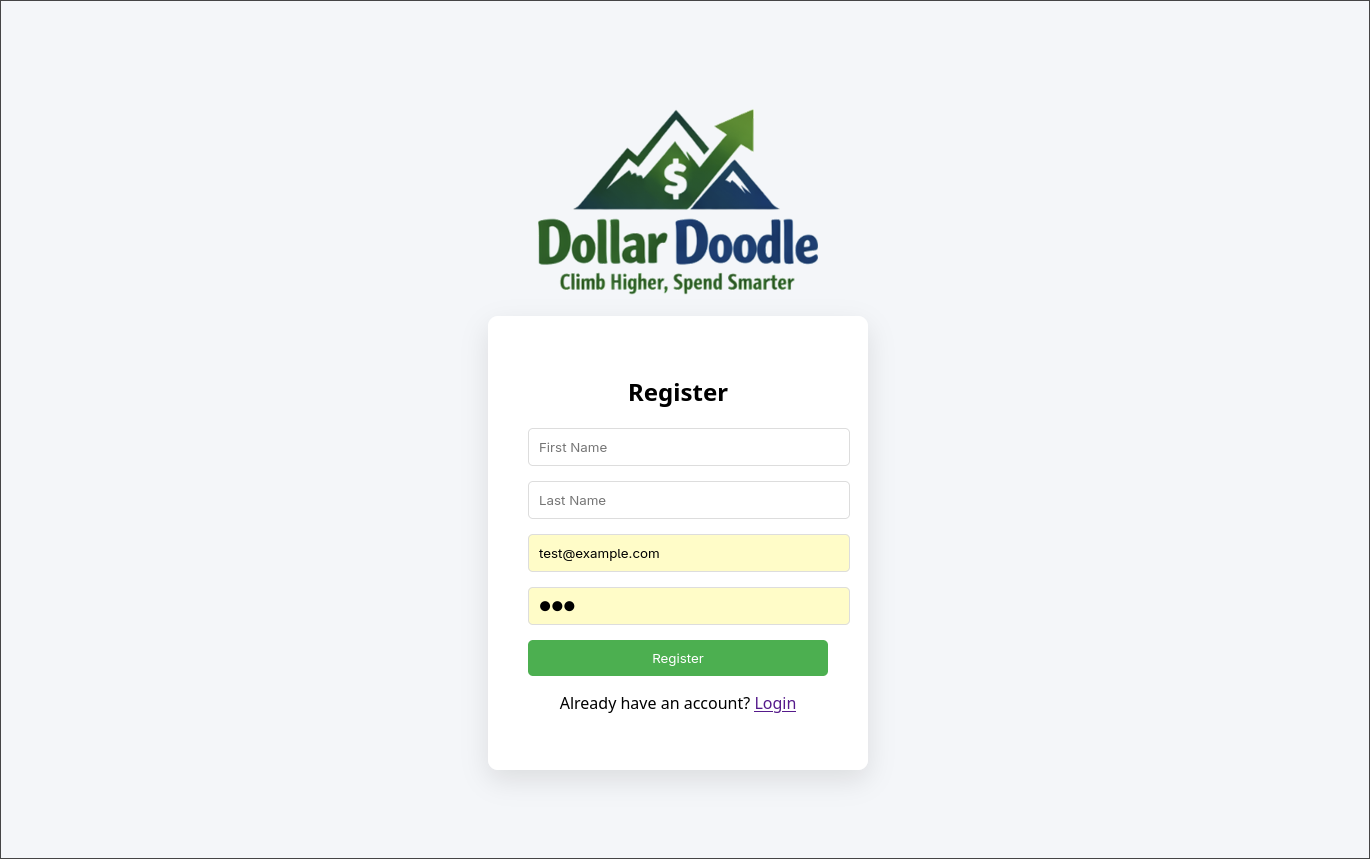 $
Dollar Doodle
Climb Higher, Spend Smarter
Register
First Name
Last Name
test@example.com
●●●
Register
Already have an account? Login